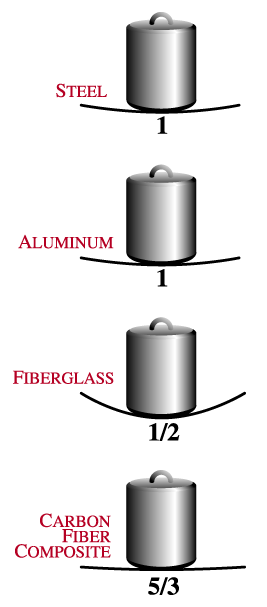 STEEL
1
ALUMINUM
1
FIBERGLASS
1/2
CARBON
FIBER
COMPOSITE
5/3